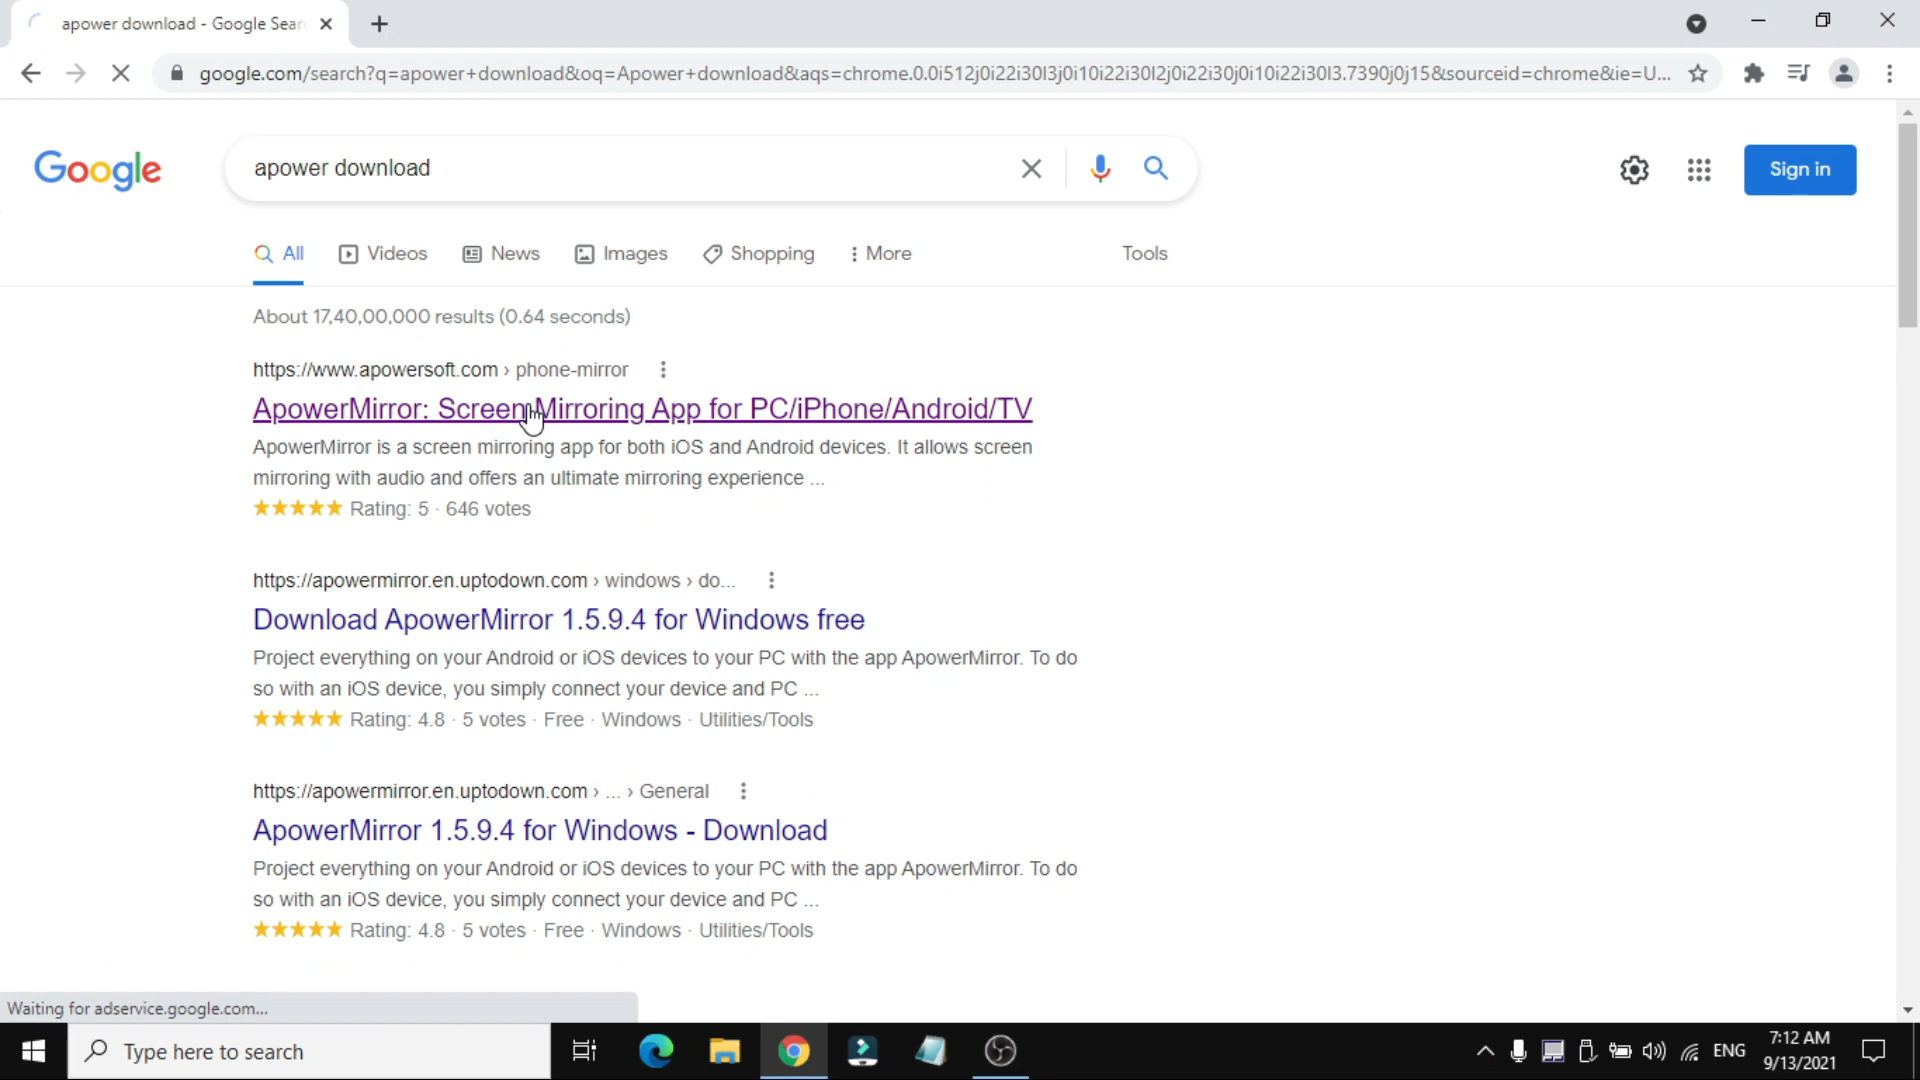 apower download - Google Sear
google.com/search?q=apower+download&oq=Apower+download&aqs=chrome.0.0i512j0i22i30l3j0i10i22i30l2j0i22i30j0i10i22i30l3.7390j0j15&sourceid=chrome&ie=U...
Google
apower download
Sign in
All
Videos
News
Images
Shopping
More
Tools
About 17,40,00,000 results (0.64 seconds)
https://www.apowersoft.com › phone-mirror
ApowerMirror: Screen Mirroring App for PC/iPhone/Android/TV
ApowerMirror is a screen mirroring app for both iOS and Android devices. It allows screen
mirroring with audio and offers an ultimate mirroring experience ...
Rating: 5 · 646 votes
https://apowermirror.en.uptodown.com › windows › do...
Download ApowerMirror 1.5.9.4 for Windows free
Project everything on your Android or iOS devices to your PC with the app ApowerMirror. To do
so with an iOS device, you simply connect your device and PC ...
Rating: 4.8 · 5 votes · Free · Windows · Utilities/Tools
https://apowermirror.en.uptodown.com › ... › General
ApowerMirror 1.5.9.4 for Windows - Download
Project everything on your Android or iOS devices to your PC with the app ApowerMirror. To do
so with an iOS device, you simply connect your device and PC ...
Rating: 4.8 · 5 votes · Free · Windows · Utilities/Tools
Waiting for adservice.google.com...
Type here to search
ENG
7:12 AM
9/13/2021